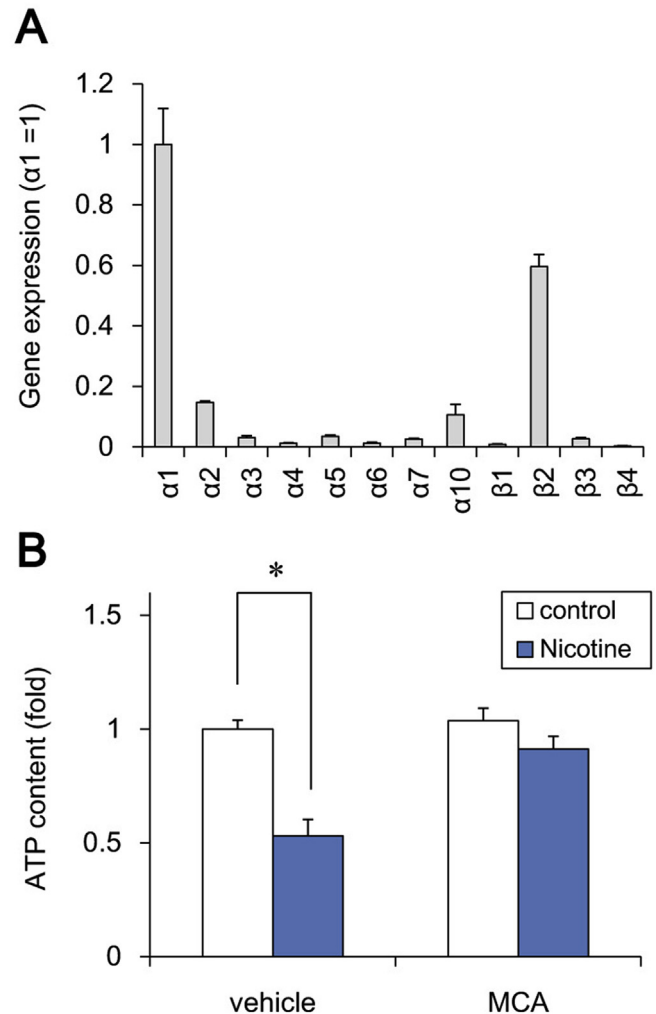 A
Gene expression (α1 =1)
1.2
1
0.8
0.6
0.4
0.2
0
α1 α2 α3 α4 α5 α6 α7 α10 β1 β2 β3 β4
B
ATP content (fold)
1.5
1
0.5
0
*
control
Nicotine
vehicle MCA